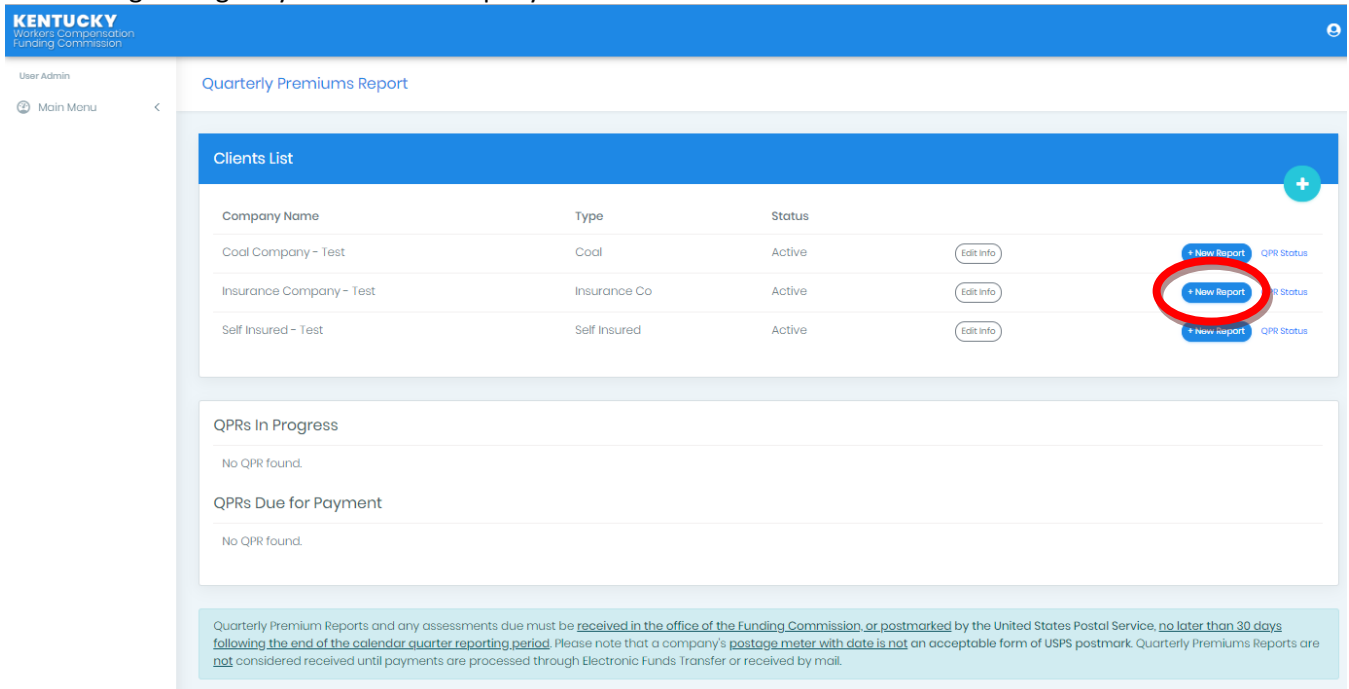 KENTUCKY
Workers Compensation
Funding Commission
User Admin
Main Menu
Quarterly Premiums Report
Clients List
Company Name Type Status
Coal Company - Test Coal Active Edit Info + New Report QPR Status
Insurance Company - Test Insurance Co Active Edit Info + New Report Status
Self Insured - Test Self Insured Active Edit Info + New Report QPR Status
QPRs In Progress
No QPR found.
QPRs Due for Payment
No QPR found.
Quarterly Premium Reports and any assessments due must be received in the office of the Funding Commission, or postmarked by the United States Postal Service, no later than 30 days
following the end of the calendar quarter reporting period. Please note that a company's postage meter with date is not an acceptable form of USPS postmark. Quarterly Premiums Reports are
not considered received until payments are processed through Electronic Funds Transfer or received by mail.